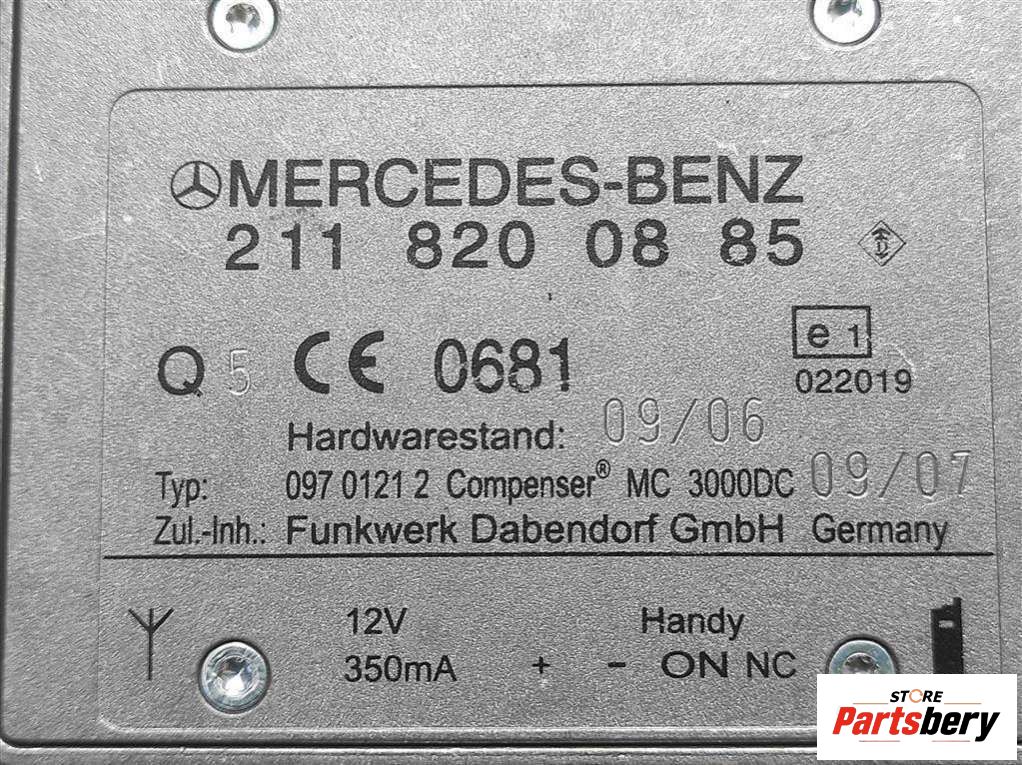 MERCEDES-BENZ
211 820 08 85
Q 5 CE 0681
e 1
022019
Hardwarestand: 09/06
Typ: 097 0121 2 Compenser® MC 3000DC 09/07
Zul.-Inh.: Funkwerk Dabendorf GmbH Germany
12V Handy
350mA + - ON NC
STORE
Partsbery